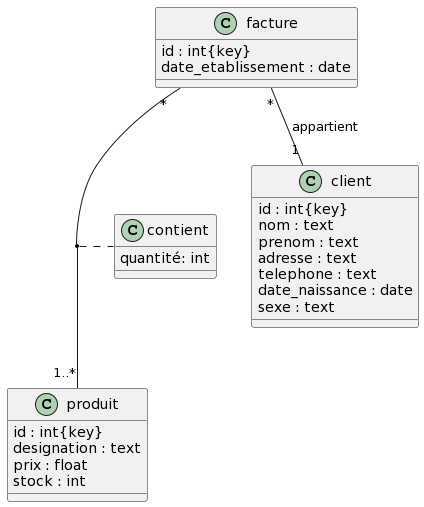 C facture
id : int{key}
date_etablissement : date
*
*
appartient
1
C client
id : int{key}
nom : text
prenom : text
adresse : text
telephone : text
date_naissance : date
sexe : text
C contient
quantité: int
1..*
C produit
id : int{key}
designation : text
prix : float
stock : int